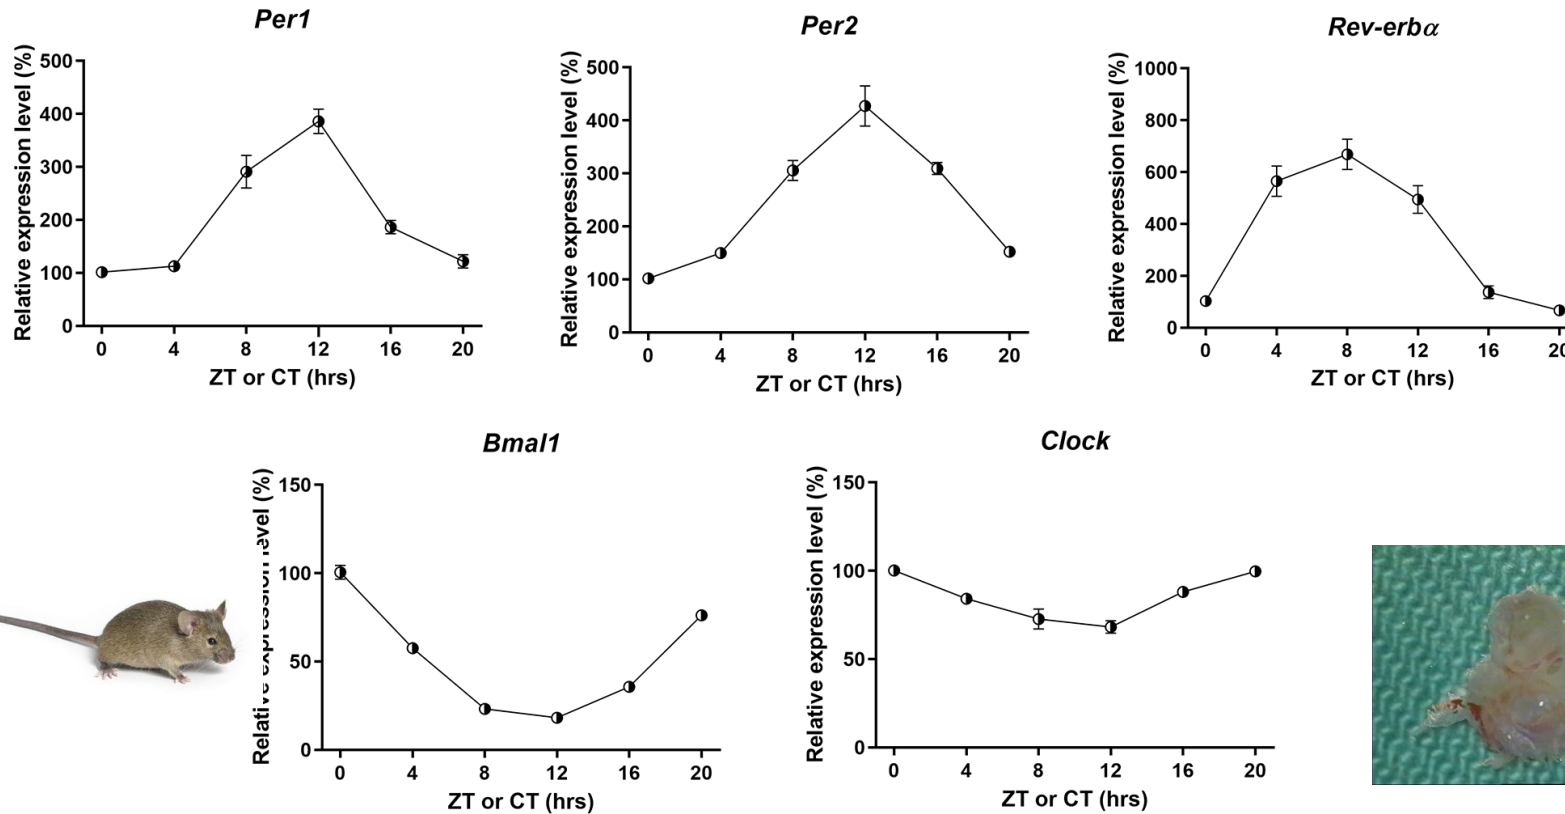 Per1
Relative expression level (%)
500
400
300
200
100
0
0 4 8 12 16 20
ZT or CT (hrs)
Per2
Relative expression level (%)
500
400
300
200
100
0
0 4 8 12 16 20
ZT or CT (hrs)
Rev-erbα
Relative expression level (%)
1000
800
600
400
200
0
0 4 8 12 16 20
ZT or CT (hrs)
Bmal1
Relative expression level (%)
150
100
50
0
0 4 8 12 16 20
ZT or CT (hrs)
Clock
Relative expression level (%)
150
100
50
0
0 4 8 12 16 20
ZT or CT (hrs)